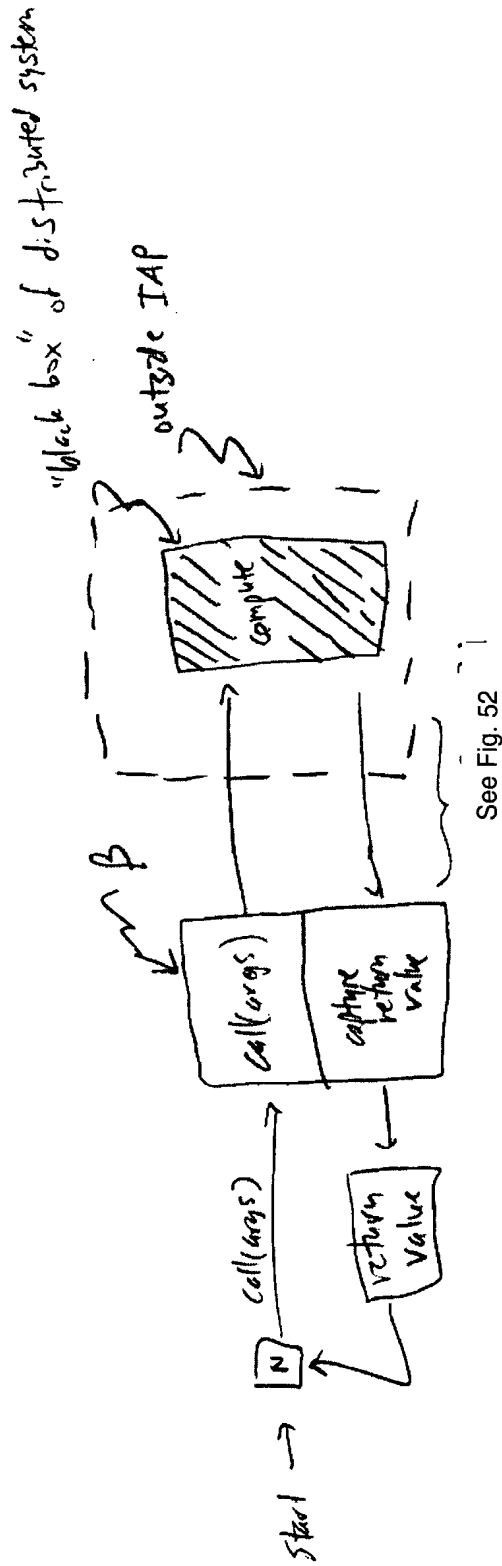 "black box" of distributed system
outside IAP
compute
β
call(args)
capture
return
value
call(args)
N
return
value
Start
See Fig. 52